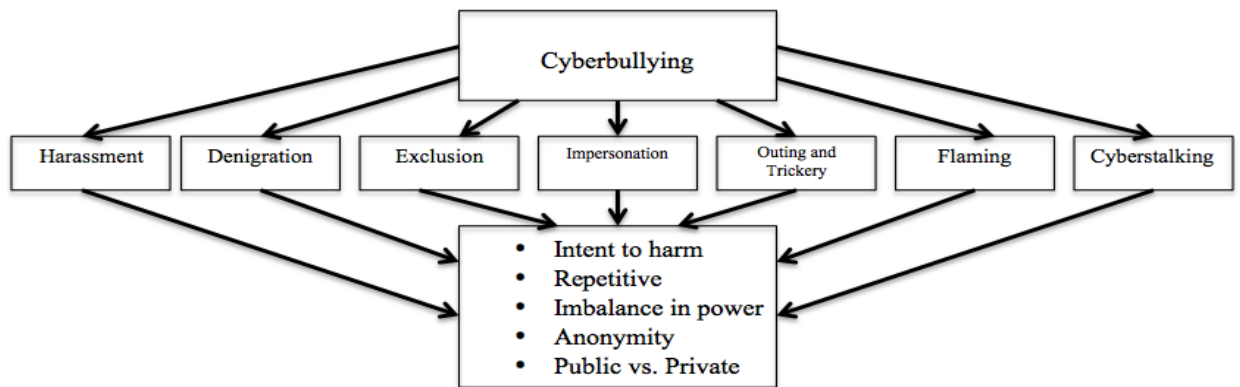 Cyberbullying
Harassment
Denigration
Exclusion
Impersonation
Outing and
Trickery
Flaming
Cyberstalking
• Intent to harm
• Repetitive
• Imbalance in power
• Anonymity
• Public vs. Private